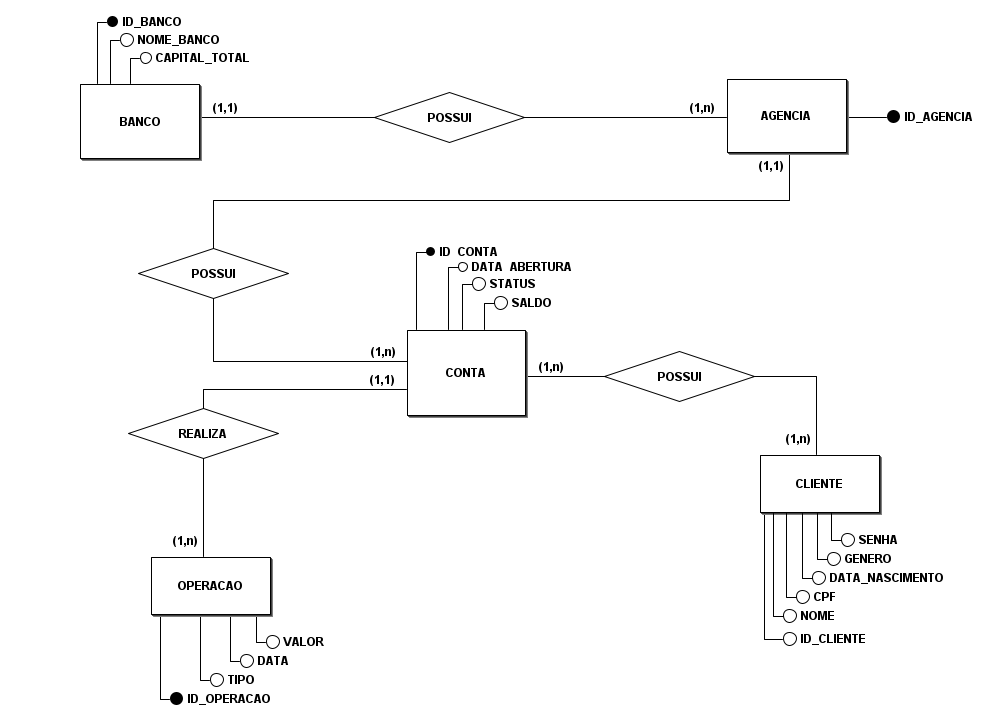 ID_BANCO
NOME_BANCO
CAPITAL_TOTAL
BANCO
(1,1)
POSSUI
(1,n)
AGENCIA
ID_AGENCIA
(1,1)
POSSUI
(1,n)
ID_CONTA
DATA_ABERTURA
STATUS
SALDO
CONTA
(1,1)
(1,n)
POSSUI
(1,n)
REALIZA
(1,n)
CLIENTE
SENHA
GENERO
DATA_NASCIMENTO
CPF
NOME
ID_CLIENTE
OPERACAO
VALOR
DATA
TIPO
ID_OPERACAO